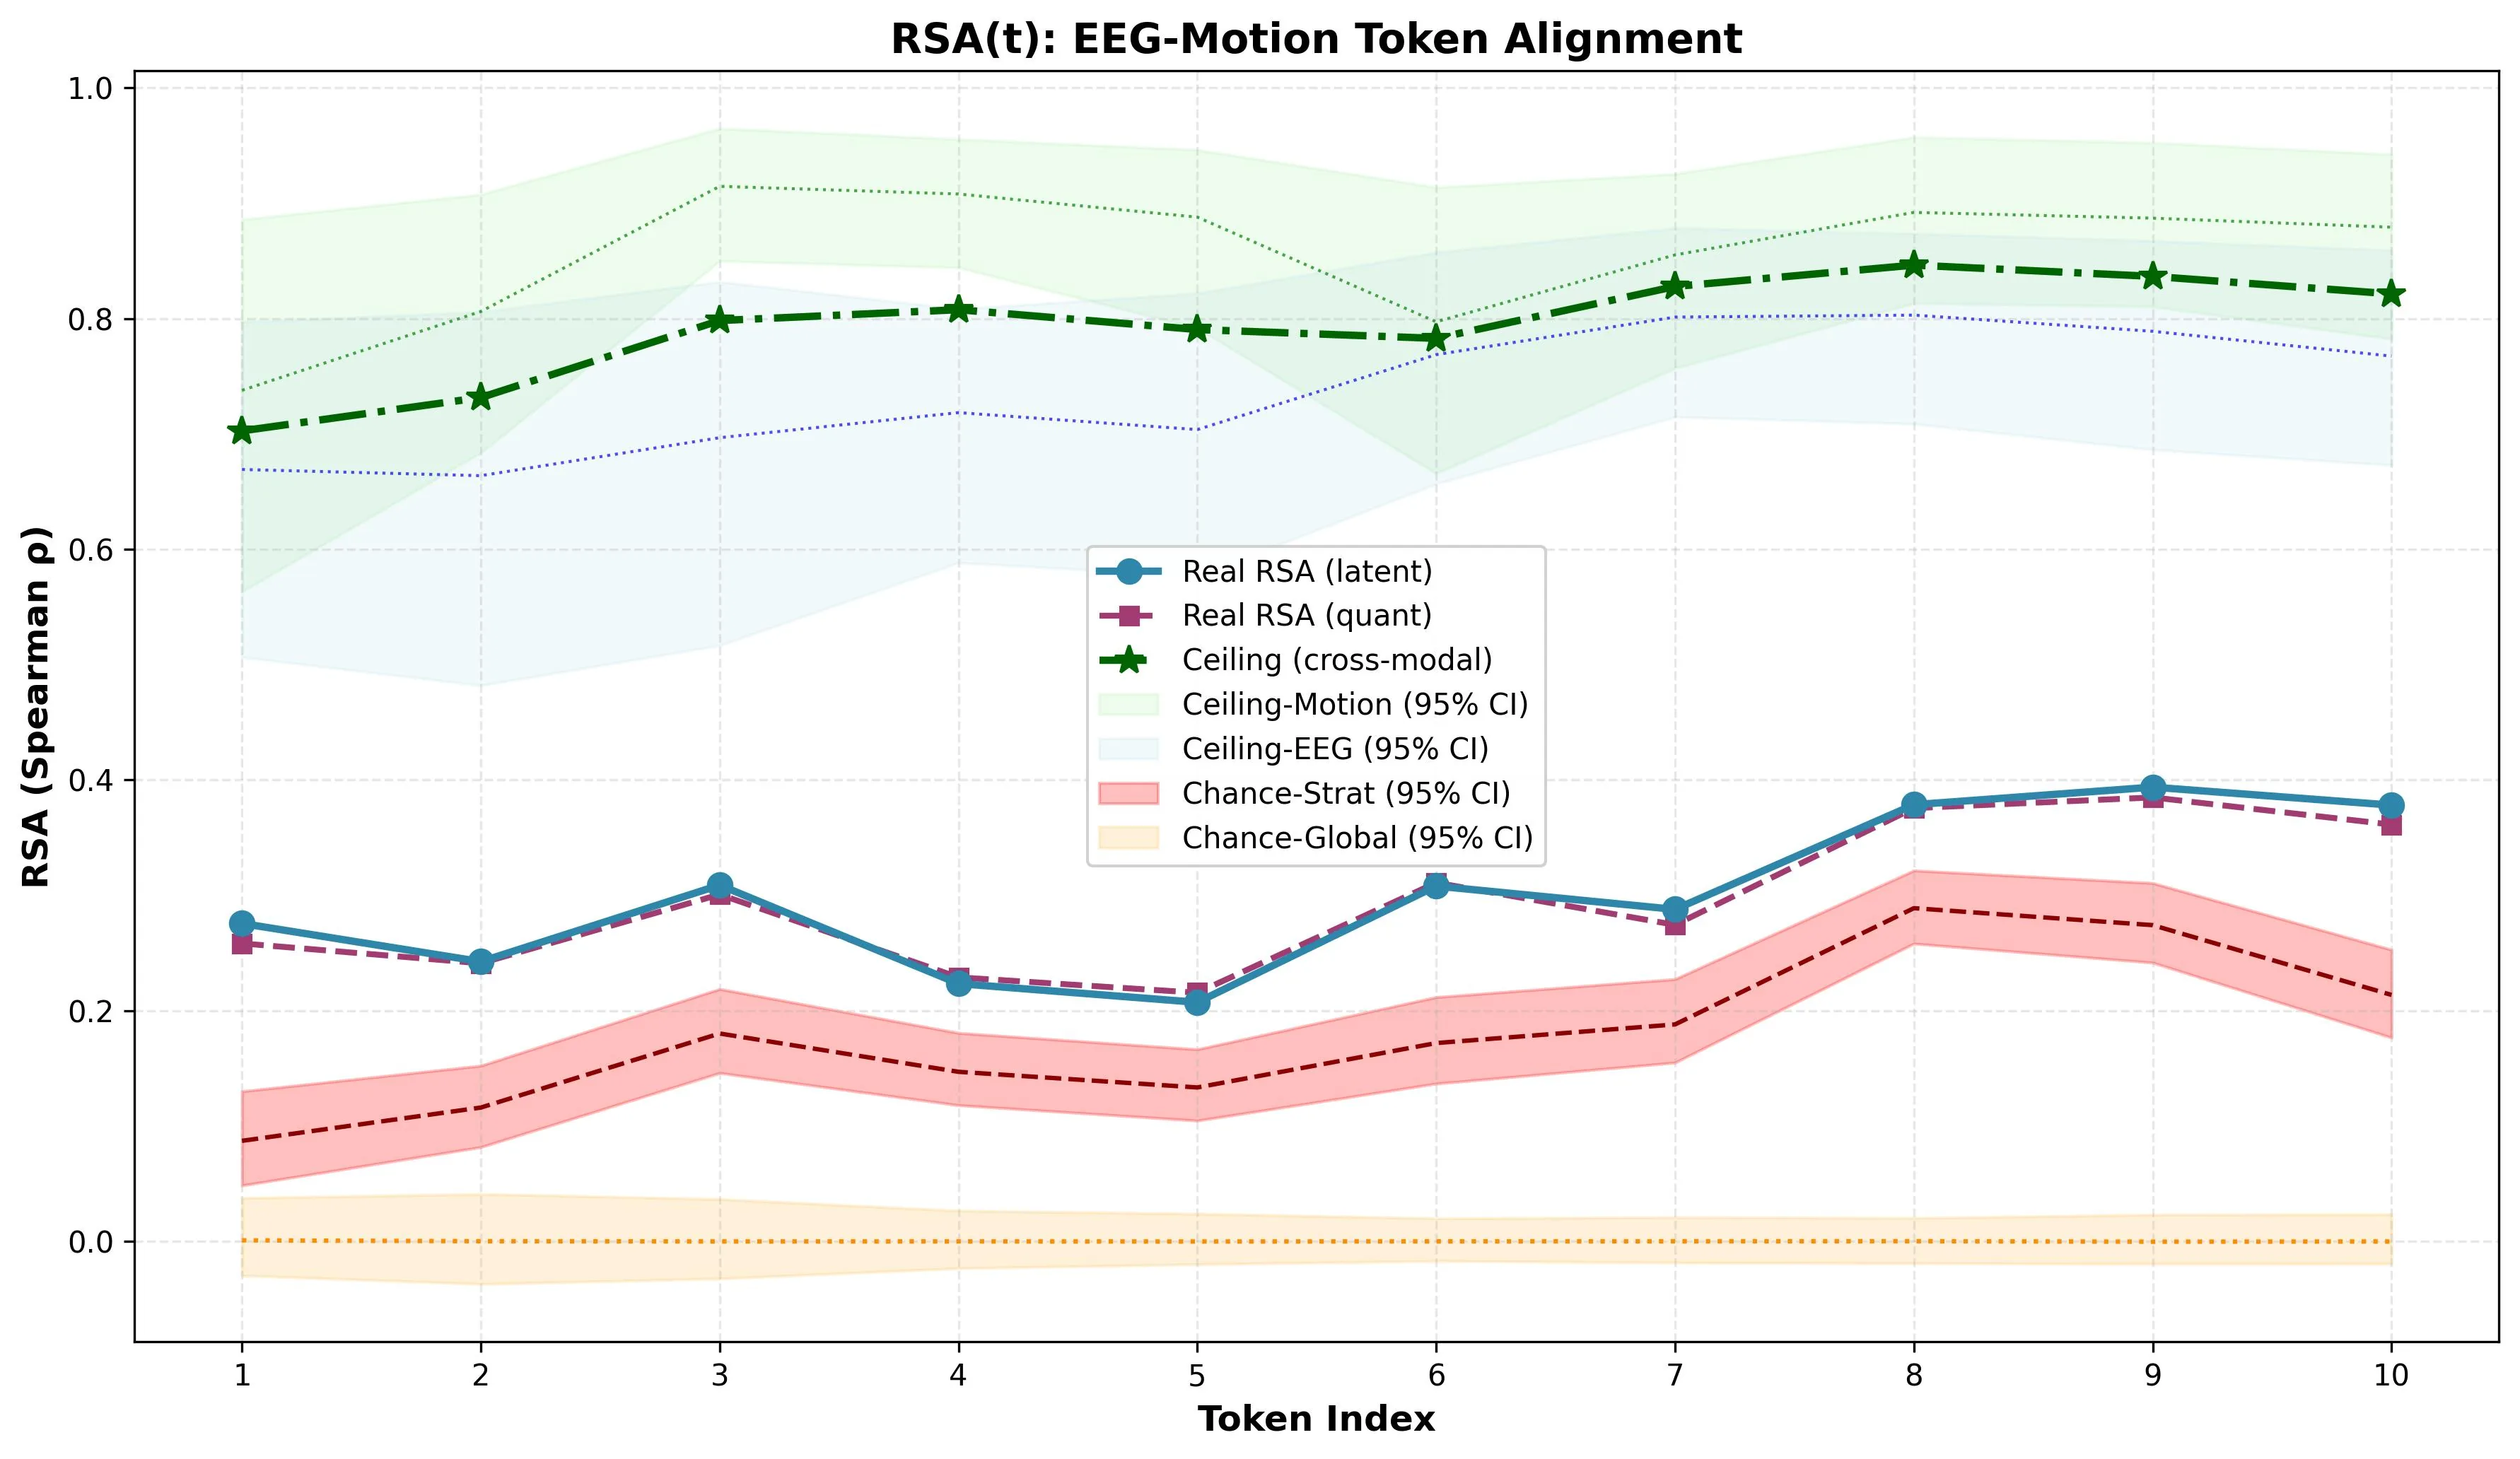 RSA(t): EEG-Motion Token Alignment
RSA (Spearman ρ)
1.0
0.8
0.6
0.4
0.2
0.0
Real RSA (latent)
Real RSA (quant)
Ceiling (cross-modal)
Ceiling-Motion (95% CI)
Ceiling-EEG (95% CI)
Chance-Strat (95% CI)
Chance-Global (95% CI)
1 2 3 4 5 6 7 8 9 10
Token Index